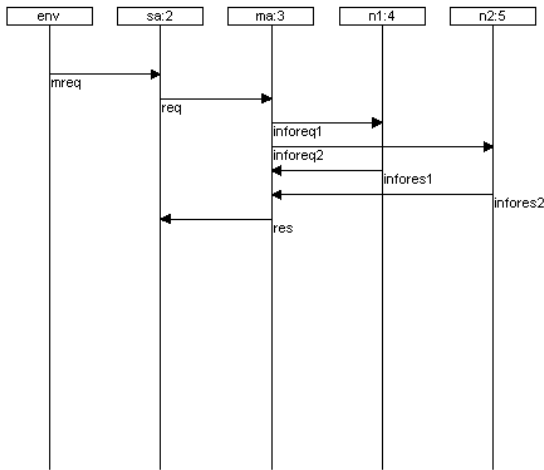 env sa:2 ma:3 n1:4 n2:5
mreq
req
inforeq1
inforeq2
infores1
infores2
res